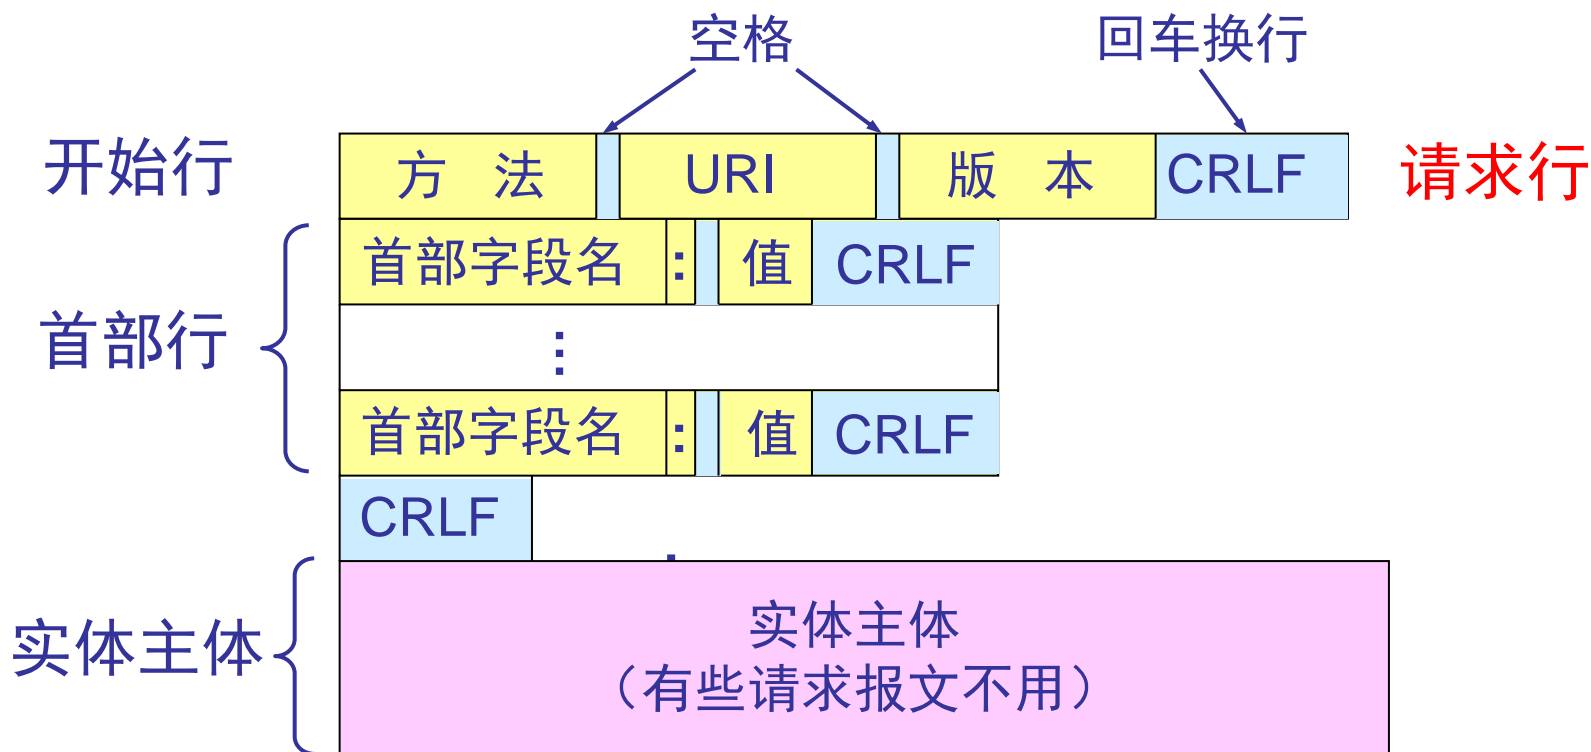 空格 回车换行
开始行 方 法 URI 版 本 CRLF 请求行
首部字段名 : 值 CRLF
首部行 ⋮
首部字段名 : 值 CRLF
CRLF
实体主体
实体主体
（有些请求报文不用）